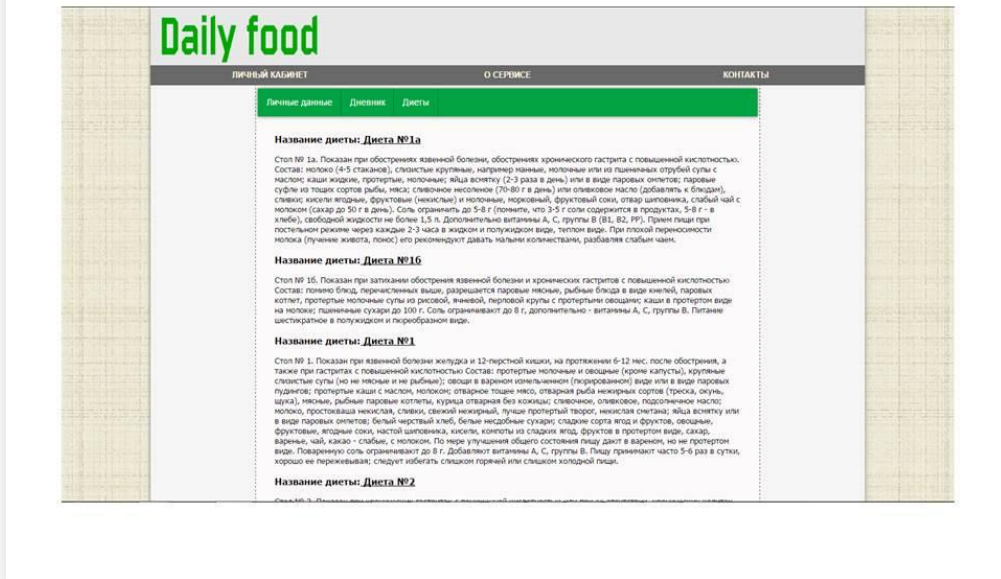 Daily food
ЛИЧНЫЙ КАБИНЕТ О СЕРВИСЕ КОНТАКТЫ
Личные данные Дневник Диеты
Название диеты: Диета №1а
Стол № 1а. Показан при обострениях язвенной болезни, обострениях хронического гастрита с повышенной кислотностью.
Состав: молоко (4-5 стаканов), слизистые крупяные, например манные, молочные или из пшеничных отрубей супы с
маслом; каши жидкие, протертые, молочные; яйца всмятку (2-3 раза в день) или в виде паровых омлетов; паровые
суфле из тощих сортов рыбы, мяса; сливочное несоленое (70-80 г в день) или оливковое масло (добавлять к блюдам),
сливки; кисели ягодные, фруктовые (некислые) и молочные, морковный, фруктовый соки, отвар шиповника, слабый чай с
молоком (сахар до 50 г в день). Соль ограничить до 5-8 г (помните, что 3-5 г соли содержится в продуктах, 5-8 г - в
хлебе), свободной жидкости не более 1,5 л. Дополнительно витамины А, С, группы В (В1, В2, РР). Прием пищи при
постельном режиме через каждые 2-3 часа в жидком и полужидком виде, теплом виде. При плохой переносимости
молока (пучение живота, понос) его рекомендуют давать малыми количествами, разбавляя слабым чаем.
Название диеты: Диета №1б
Стол № 1б. Показан при затихании обострения язвенной болезни и хронических гастритов с повышенной кислотностью
Состав: помимо блюд, перечисленных выше, разрешается паровые мясные, рыбные блюда в виде кнелей, паровых
котлет, протертые молочные супы из рисовой, ячневой, перловой крупы с протертыми овощами; каши в протертом виде
на молоке; пшеничные сухари до 100 г. Соль ограничивают до 8 г, дополнительно - витамины А, С, группы В. Питание
шестикратное в полужидком и пюреобразном виде.
Название диеты: Диета №1
Стол № 1. Показан при язвенной болезни желудка и 12-перстной кишки, на протяжении 6-12 мес. после обострения, а
также при гастритах с повышенной кислотностью Состав: протертые молочные и овощные (кроме капусты), крупяные
слизистые супы (но не мясные и не рыбные); овощи в вареном измельченном (пюрированном) виде или в виде паровых
пудингов; протертые каши с маслом, молоком; отварное тощее мясо, отварная рыба нежирных сортов (треска, окунь,
щука), мясные, рыбные паровые котлеты, курица отварная без кожицы; сливочное, оливковое, подсолнечное масло;
молоко, простокваша некислая, сливки, свежий нежирный, лучше протертый творог, некислая сметана; яйца всмятку или
в виде паровых омлетов; белый черствый хлеб, белые несдобные сухари; сладкие сорта ягод и фруктов, овощные,
фруктовые, ягодные соки, настой шиповника, кисели, компоты из сладких ягод, фруктов в протертом виде, сахар,
варенье, чай, какао - слабые, с молоком. По мере улучшения общего состояния пищу дают в вареном, но не протертом
виде. Поваренную соль ограничивают до 8 г. Добавляют витамины А, С, группы В. Пищу принимают часто 5-6 раз в сутки,
хорошо ее пережевывая; следует избегать слишком горячей или слишком холодной пищи.
Название диеты: Диета №2